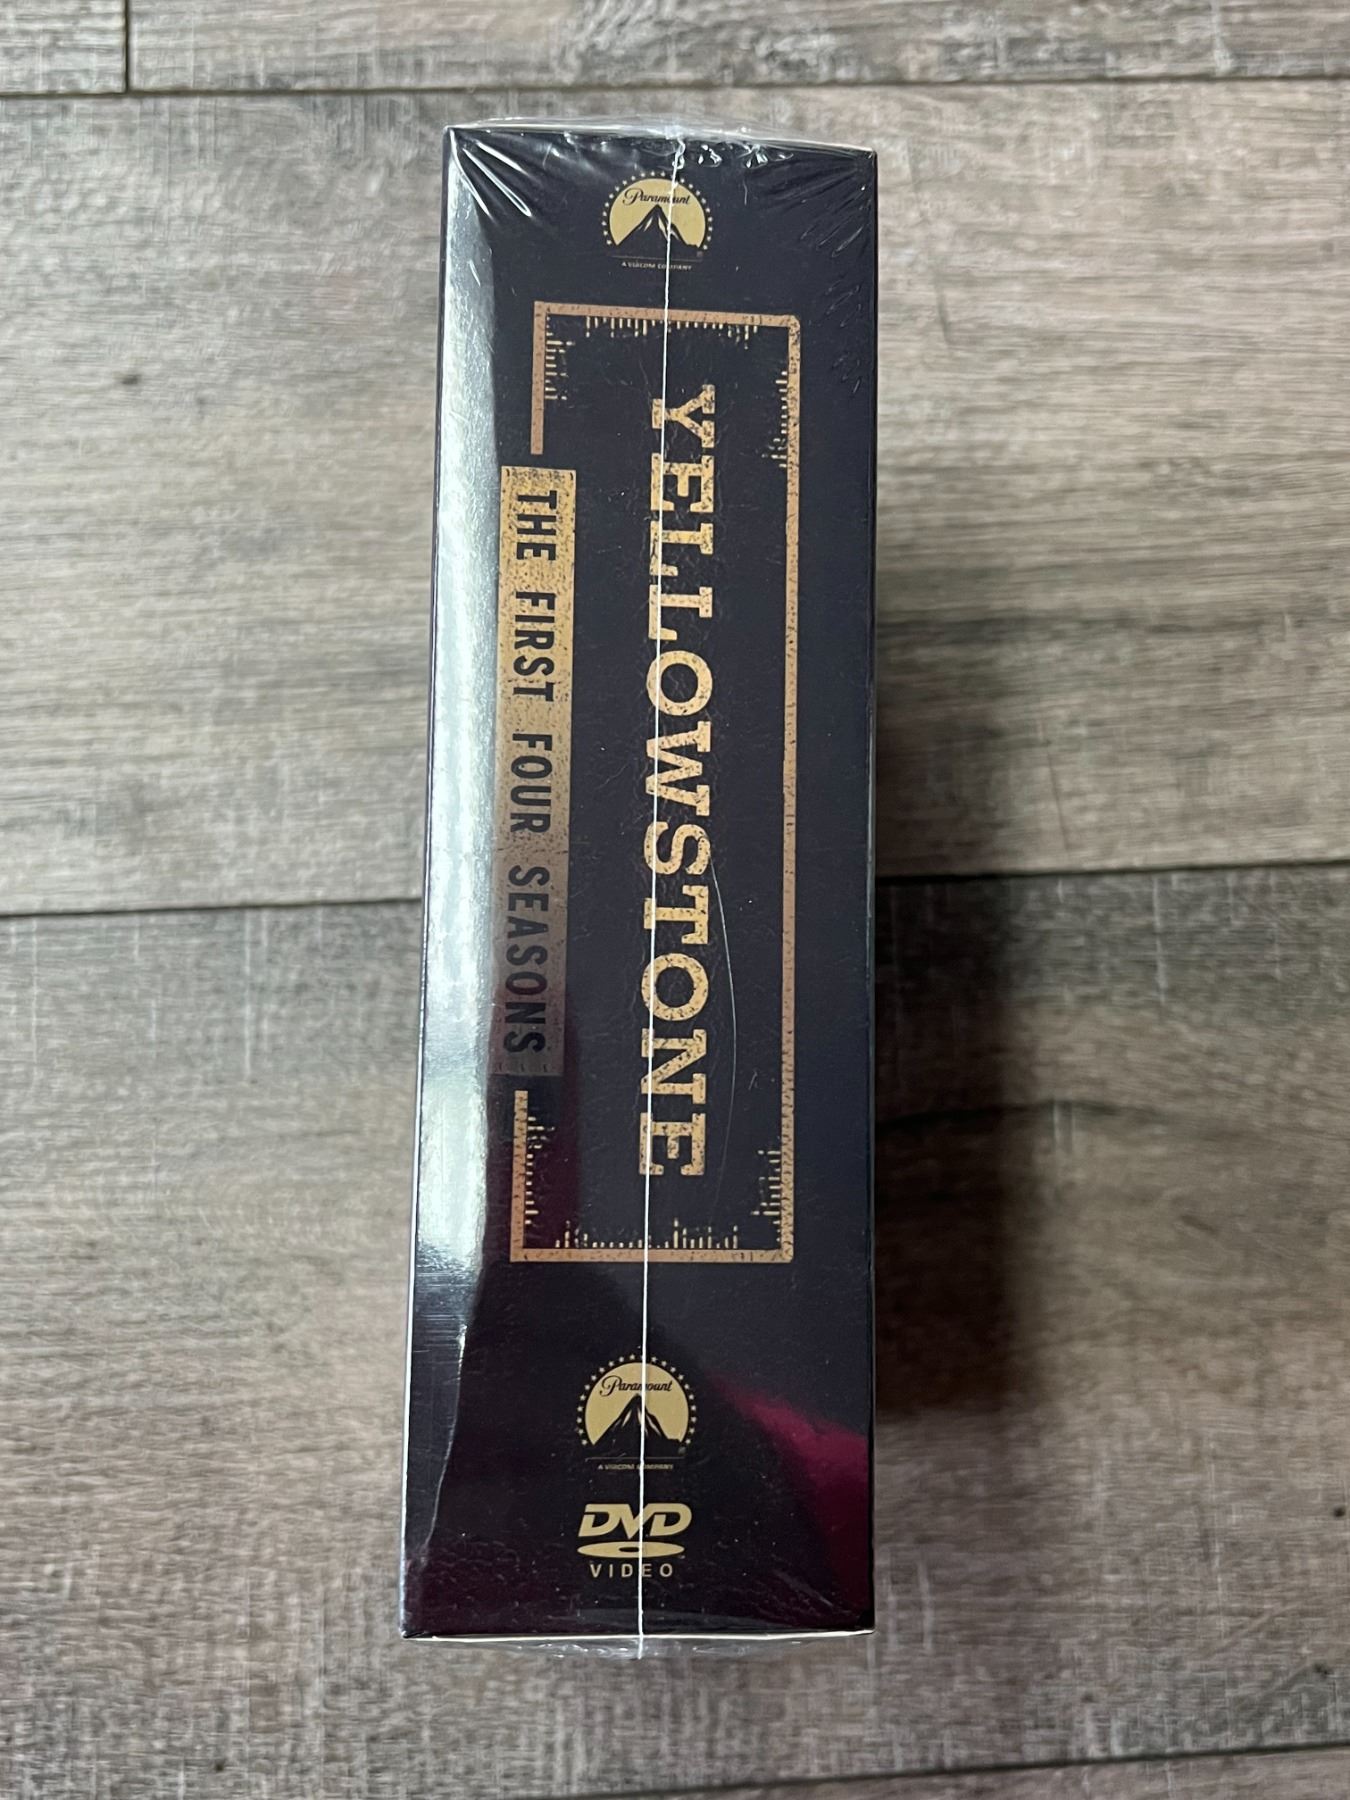 Paramount
A VIACOM COMPANY
YELLOWSTONE
THE FIRST FOUR SEASONS
Paramount
A VIACOM COMPANY
DVD
VIDEO